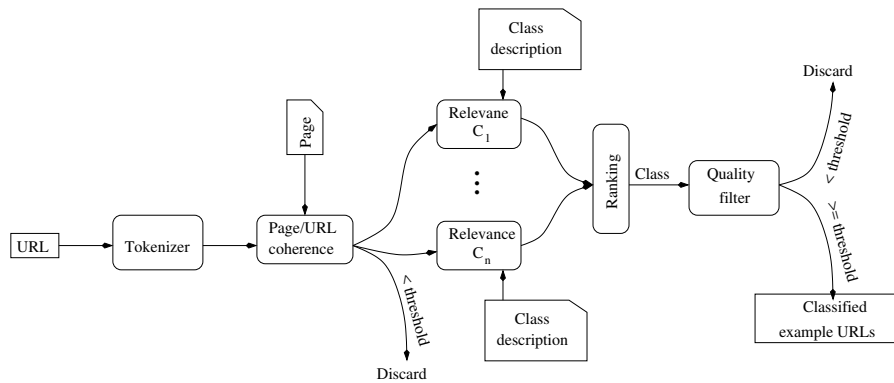 URL
Tokenizer
Page
Page/URL
coherence
< threshold
Discard
Class
description
Relevane
C1
Relevance
Cn
Class
description
Ranking
Class
Quality
filter
< threshold
Discard
>= threshold
Classified
example URLs